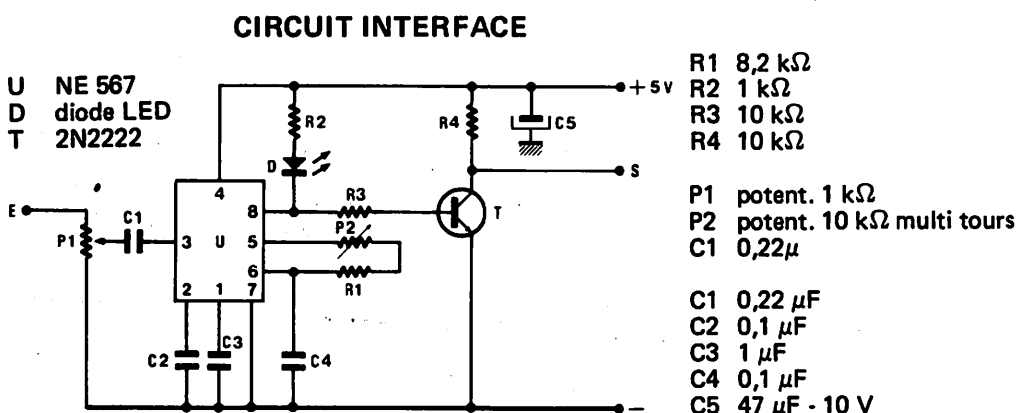 CIRCUIT INTERFACE
U NE 567
D diode LED
T 2N2222
R1 8,2 kΩ
R2 1 kΩ
R3 10 kΩ
R4 10 kΩ
P1 potent. 1 kΩ
P2 potent. 10 kΩ multi tours
C1 0,22μ
C1 0,22 μF
C2 0,1 μF
C3 1 μF
C4 0,1 μF
C5 47 μF - 10 V
+ 5 V
R2
R4
C5
D
S
4
E
C1
8
R3
T
P1
3
U
5
P2
6
R1
2
1
7
C2
C3
C4
−